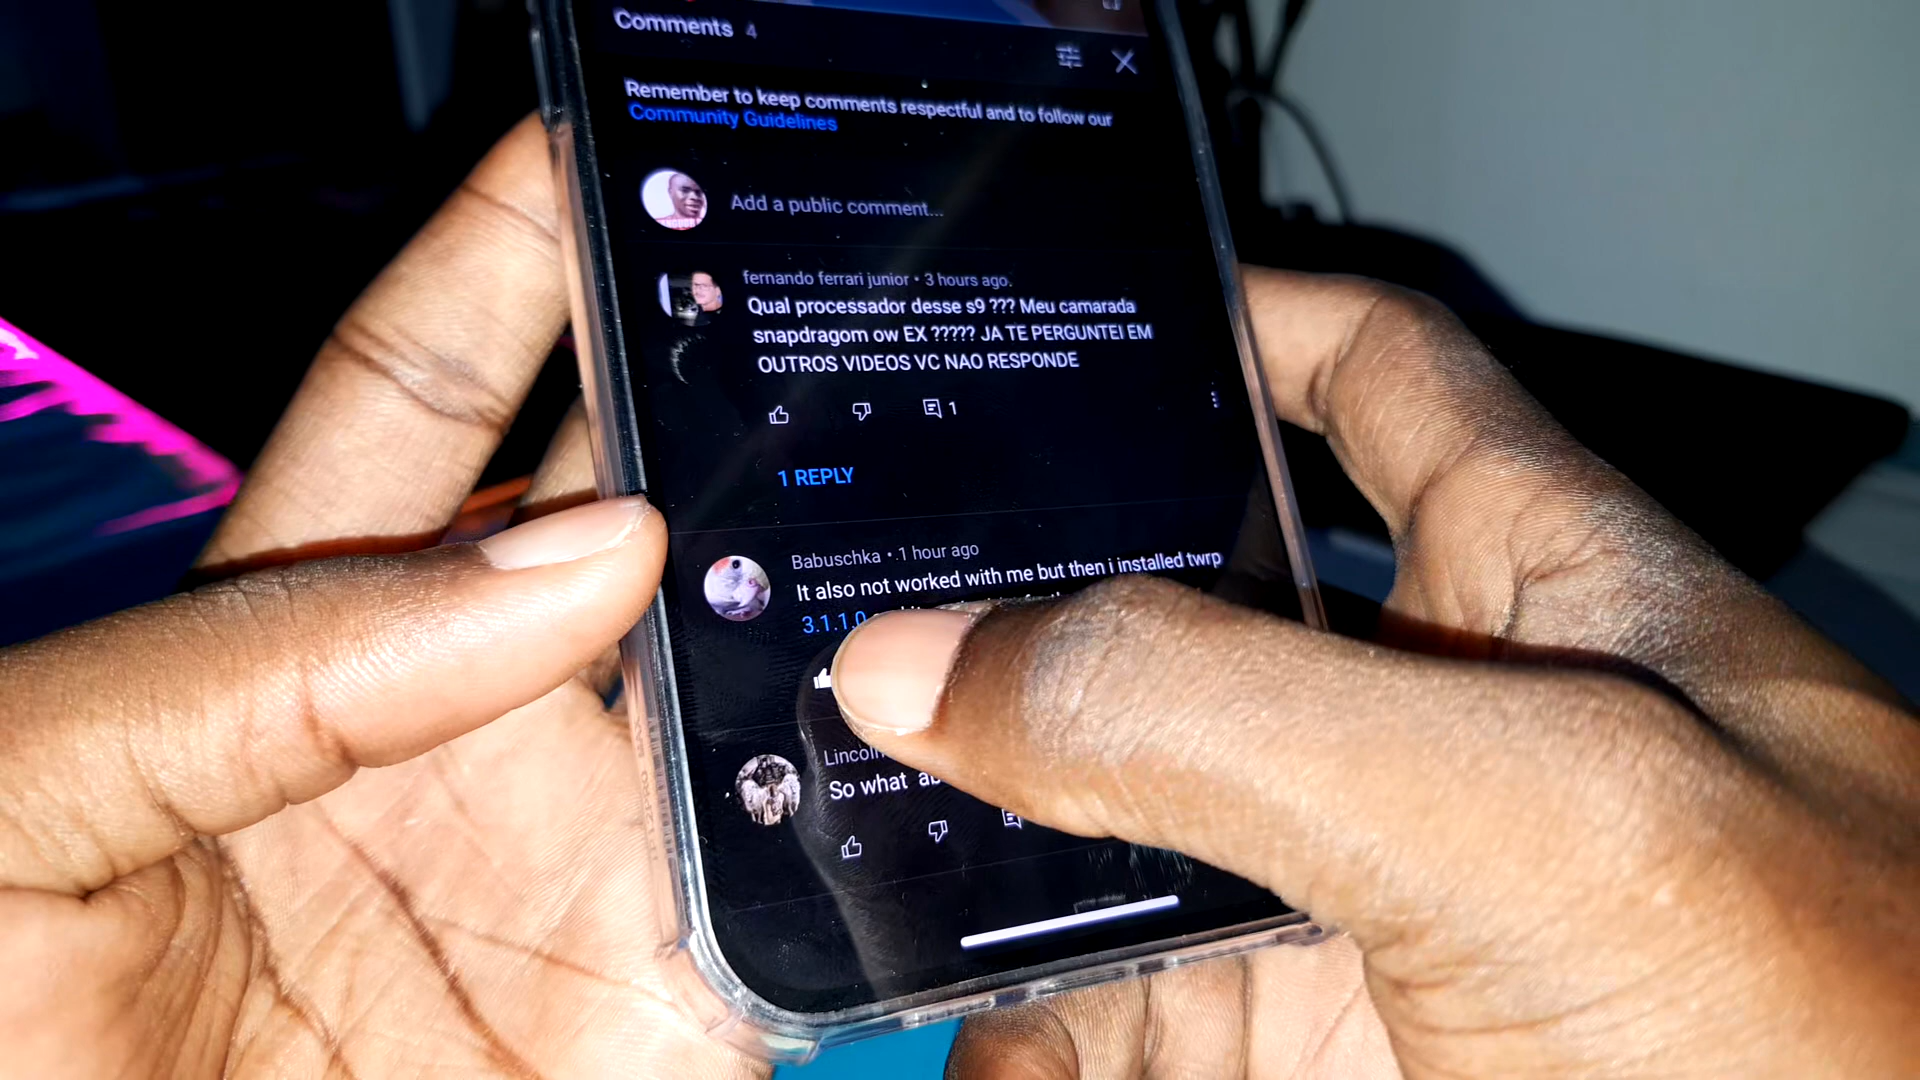 Comments 4
Remember to keep comments respectful and to follow our
Community Guidelines
Add a public comment...
fernando ferrari junior • 3 hours ago
Qual processador desse s9 ??? Meu camarada
snapdragom ow EX ????? JA TE PERGUNTEI EM
OUTROS VIDEOS VC NAO RESPONDE
1
1 REPLY
Babuschka • 1 hour ago
It also not worked with me but then i installed twrp
3.1.1.0
So what